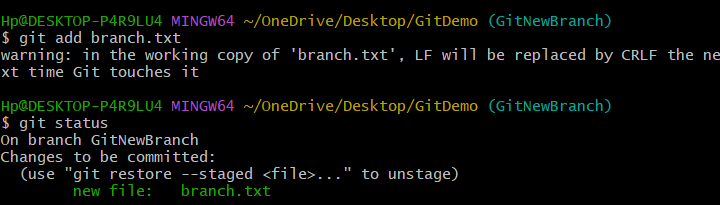 Hp@DESKTOP-P4R9LU4 MINGW64 ~/OneDrive/Desktop/GitDemo (GitNewBranch)
$ git add branch.txt
warning: in the working copy of 'branch.txt', LF will be replaced by CRLF the ne
xt time Git touches it
Hp@DESKTOP-P4R9LU4 MINGW64 ~/OneDrive/Desktop/GitDemo (GitNewBranch)
$ git status
On branch GitNewBranch
Changes to be committed:
  (use "git restore --staged <file>..." to unstage)
        new file:   branch.txt